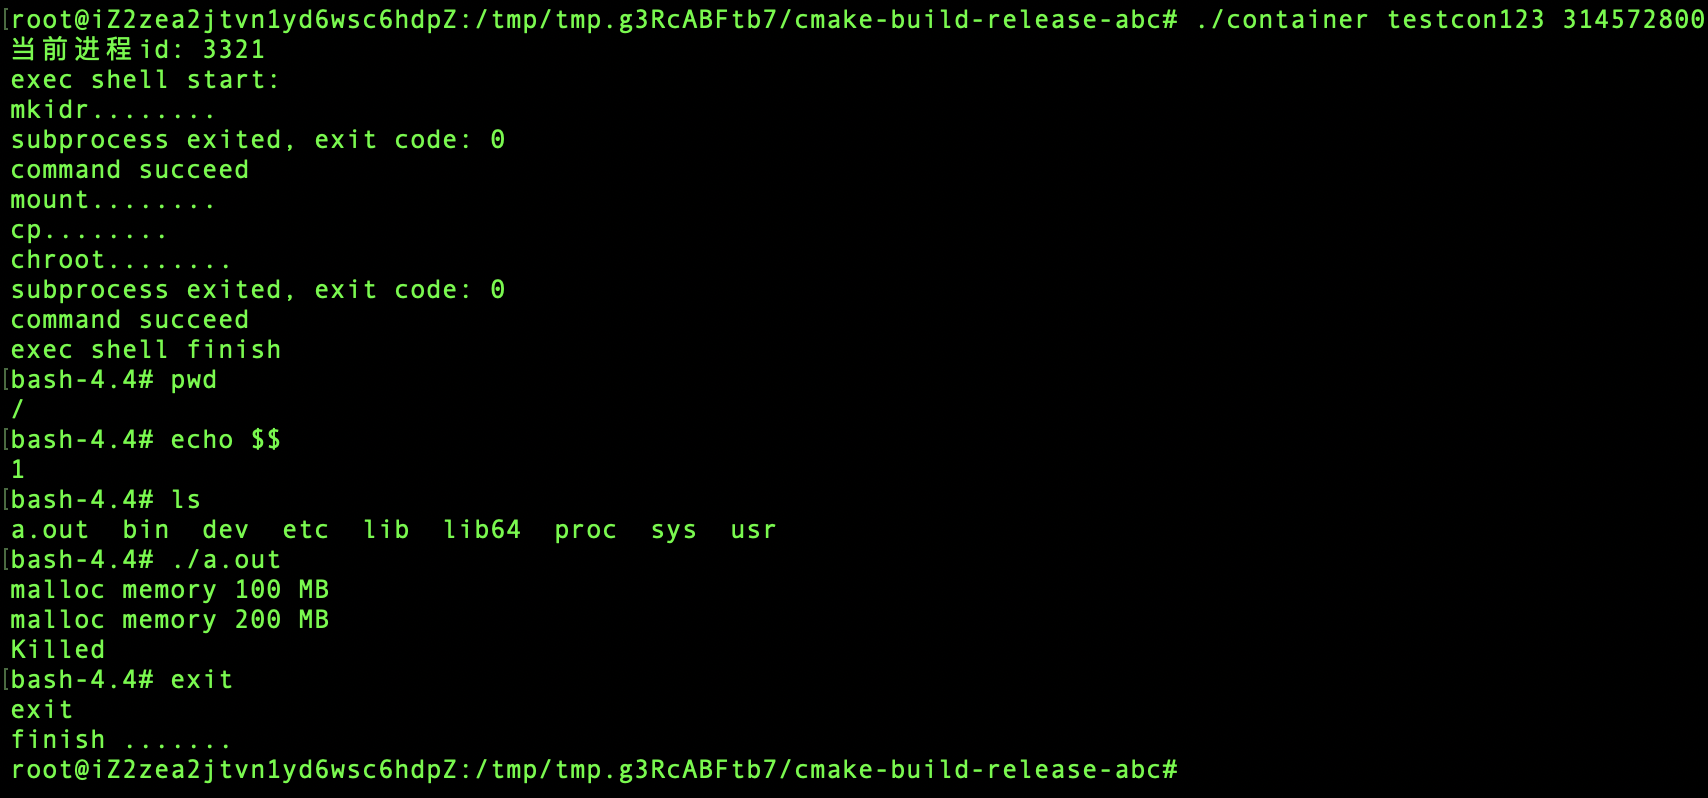 root@iZ2zea2jtvn1yd6wsc6hdpZ:/tmp/tmp.g3RcABFtb7/cmake-build-release-abc# ./container testcon123 314572800
当前进程id: 3321
exec shell start:
mkidr........
subprocess exited, exit code: 0
command succeed
mount........
cp........
chroot........
subprocess exited, exit code: 0
command succeed
exec shell finish
bash-4.4# pwd
/
bash-4.4# echo $$
1
bash-4.4# ls
a.out  bin  dev  etc  lib  lib64  proc  sys  usr
bash-4.4# ./a.out
malloc memory 100 MB
malloc memory 200 MB
Killed
bash-4.4# exit
exit
finish .......
root@iZ2zea2jtvn1yd6wsc6hdpZ:/tmp/tmp.g3RcABFtb7/cmake-build-release-abc#